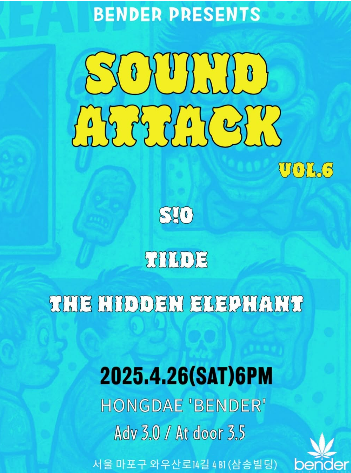 BENDER PRESENTS
SOUND
ATTACK
VOL.6
S!O
TILDE
THE HIDDEN ELEPHANT
2025.4.26(SAT)6PM
HONGDAE 'BENDER'
Adv 3.0 / At door 3.5
서울 마포구 와우산로14길 4 B1 (삼송빌딩)
bender